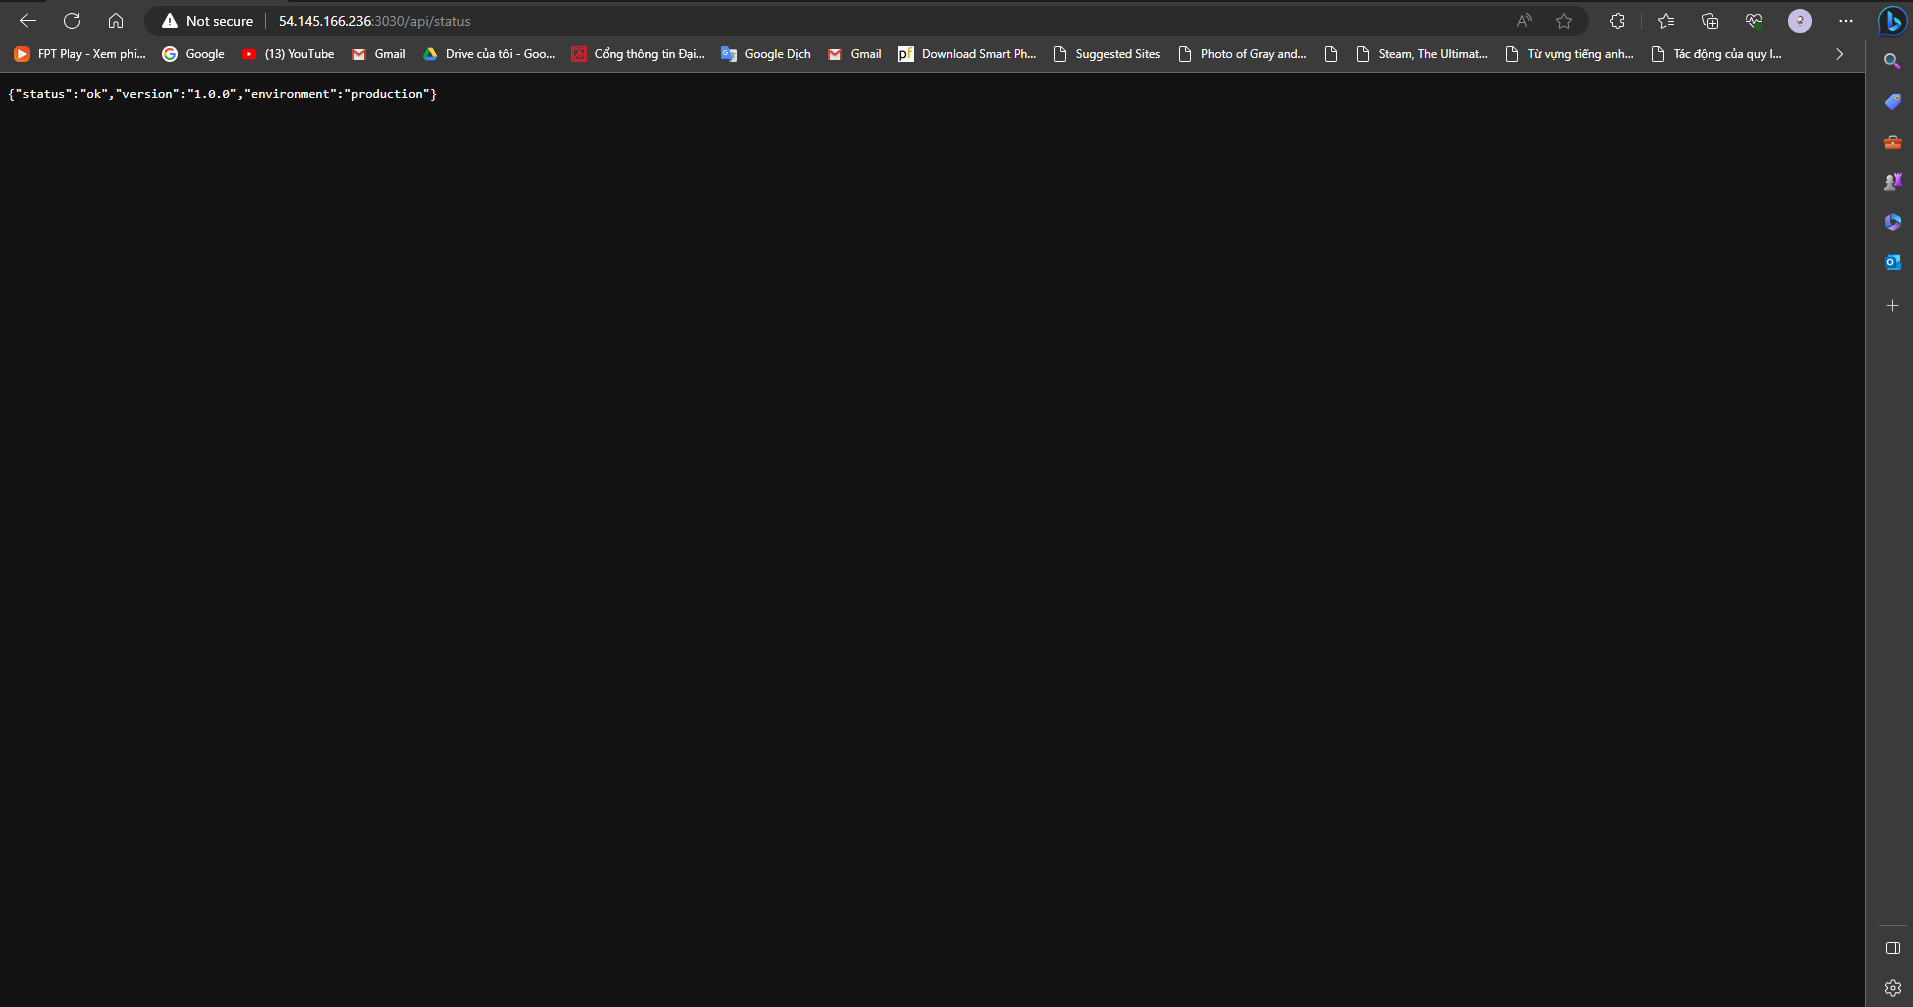 Not secure 54.145.166.236:3030/api/status
FPT Play - Xem phi... Google (13) YouTube Gmail Drive của tôi - Goo... Cổng thông tin Đại... Google Dịch Gmail pf Download Smart Ph... Suggested Sites Photo of Gray and... Steam, The Ultimat... Từ vựng tiếng anh... Tác động của quy l...
{"status":"ok","version":"1.0.0","environment":"production"}